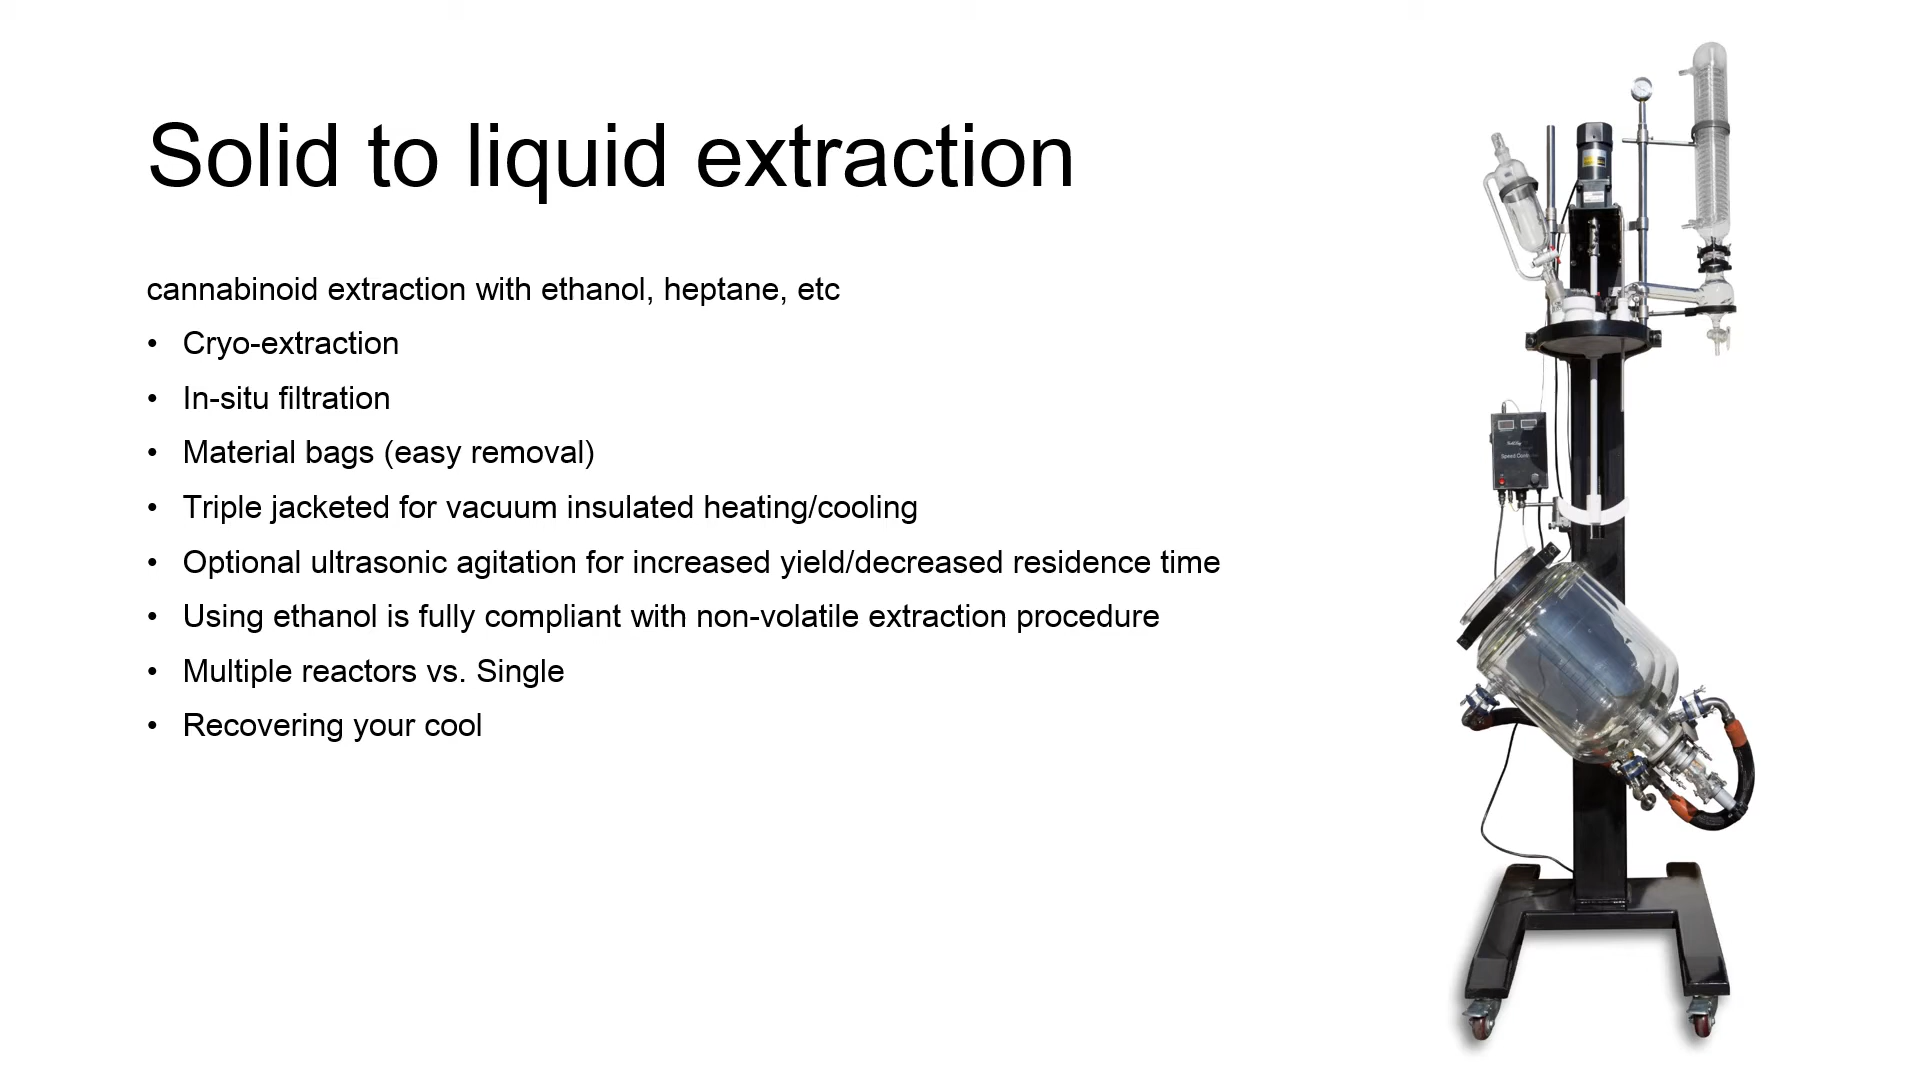 Solid to liquid extraction
cannabinoid extraction with ethanol, heptane, etc
• Cryo-extraction
• In-situ filtration
• Material bags (easy removal)
• Triple jacketed for vacuum insulated heating/cooling
• Optional ultrasonic agitation for increased yield/decreased residence time
• Using ethanol is fully compliant with non-volatile extraction procedure
• Multiple reactors vs. Single
• Recovering your cool
Speed